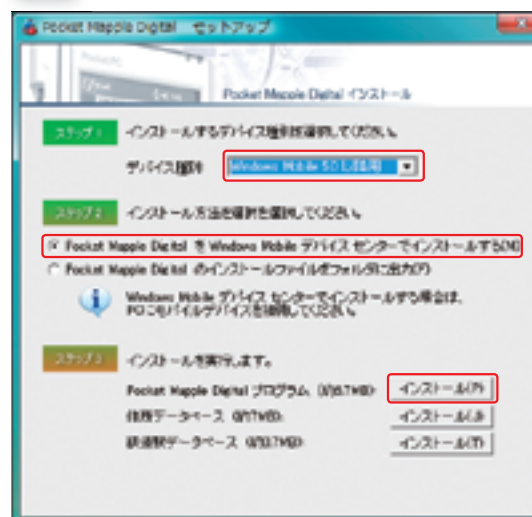 Pocket Mapple Digital セットアップ
Pocket Mapple Digital インストール
ステップ1 インストールするデバイス種別を選択してください。
デバイス種別 Windows Mobile 5.0
ステップ2 インストール方法を選択してください。
Pocket Mapple Digital を Windows Mobile デバイス センターでインストールする
Pocket Mapple Digital のインストールファイルをフォルダに出力
Windows Mobile デバイス センターでインストールする場合は、
PCにモバイルデバイスを接続してください。
ステップ3 インストールを実行します。
Pocket Mapple Digital プログラム インストール(P)
住所データベース インストール(J)
鉄道駅データベース インストール(T)